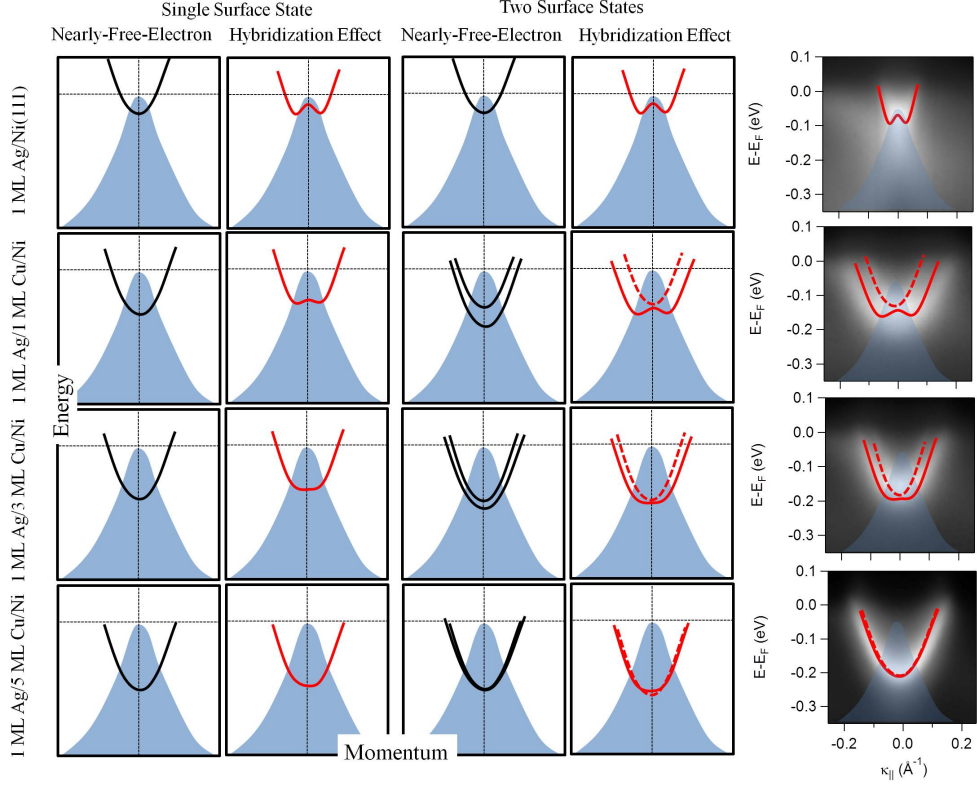 Single Surface State
Two Surface States
Nearly-Free-Electron
Hybridization Effect
Nearly-Free-Electron
Hybridization Effect
1 ML Ag/Ni(111)
1 ML Ag/1 ML Cu/Ni
1 ML Ag/3 ML Cu/Ni
1 ML Ag/5 ML Cu/Ni
Energy
Momentum
E-E_F (eV)
0.1
0.0
-0.1
-0.2
-0.3
E-E_F (eV)
0.1
0.0
-0.1
-0.2
-0.3
E-E_F (eV)
0.1
0.0
-0.1
-0.2
-0.3
E-E_F (eV)
0.1
0.0
-0.1
-0.2
-0.3
-0.2 0.0 0.2
κ|| (Å⁻¹)